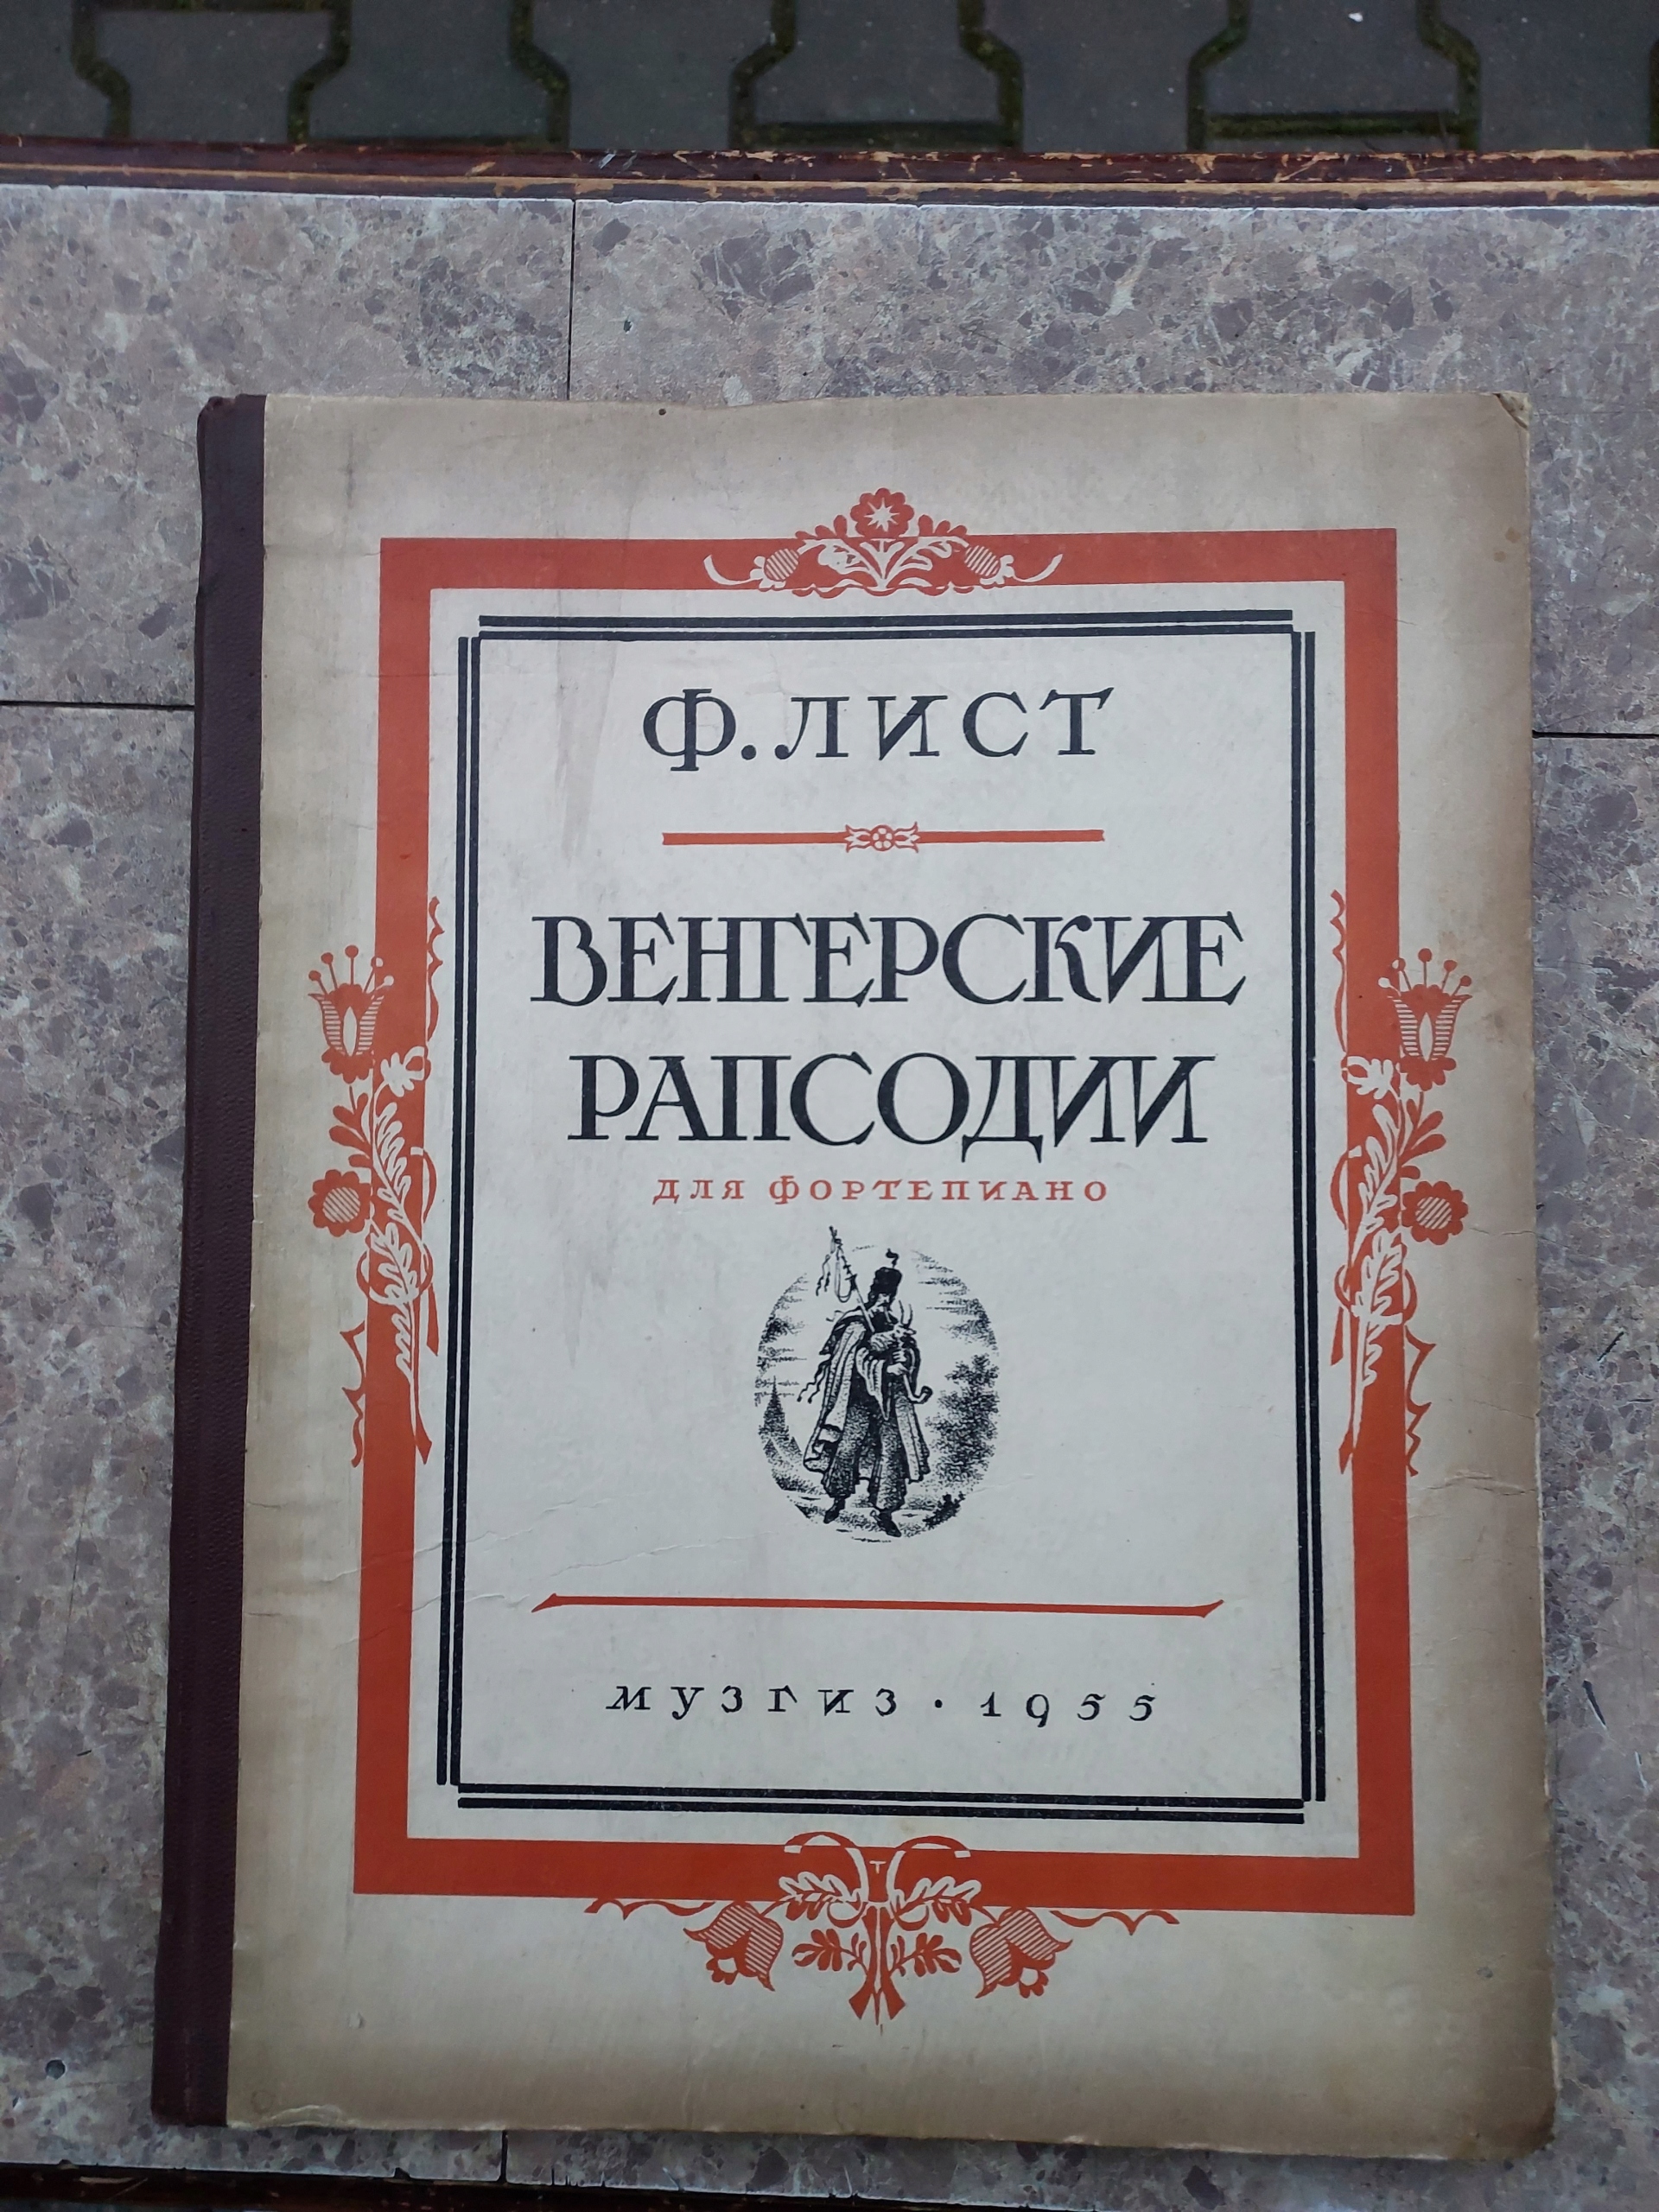 Ф. ЛИСТ
ВЕНГЕРСКИЕ
РАПСОДИИ
ДЛЯ ФОРТЕПИАНО
МУЗГИЗ · 1955
Т